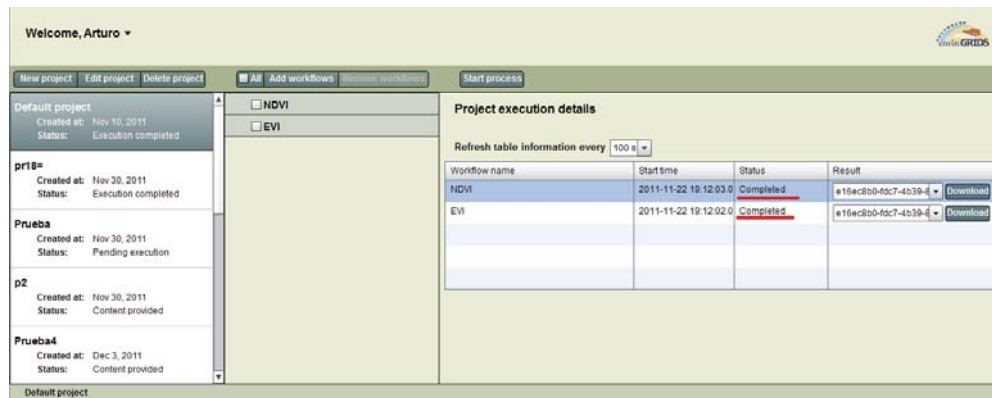 Welcome, Arturo
enviroGRIDS
New project Edit project Delete project
All Add workflows Remove workflows
Start process
Default project
Created at: Nov 10, 2011
Status: Execution completed
pr18=
Created at: Nov 30, 2011
Status: Execution completed
Prueba
Created at: Nov 30, 2011
Status: Pending execution
p2
Created at: Nov 30, 2011
Status: Content provided
Prueba4
Created at: Dec 3, 2011
Status: Content provided
NDVI
EVI
Project execution details
Refresh table information every 100 s
Workflow name Start time Status Result
NDVI 2011-11-22 19:12:03.0 Completed e16ec8b0-fdc7-4b39-8 Download
EVI 2011-11-22 19:12:02.0 Completed e16ec8b0-fdc7-4b39-8 Download
Default project